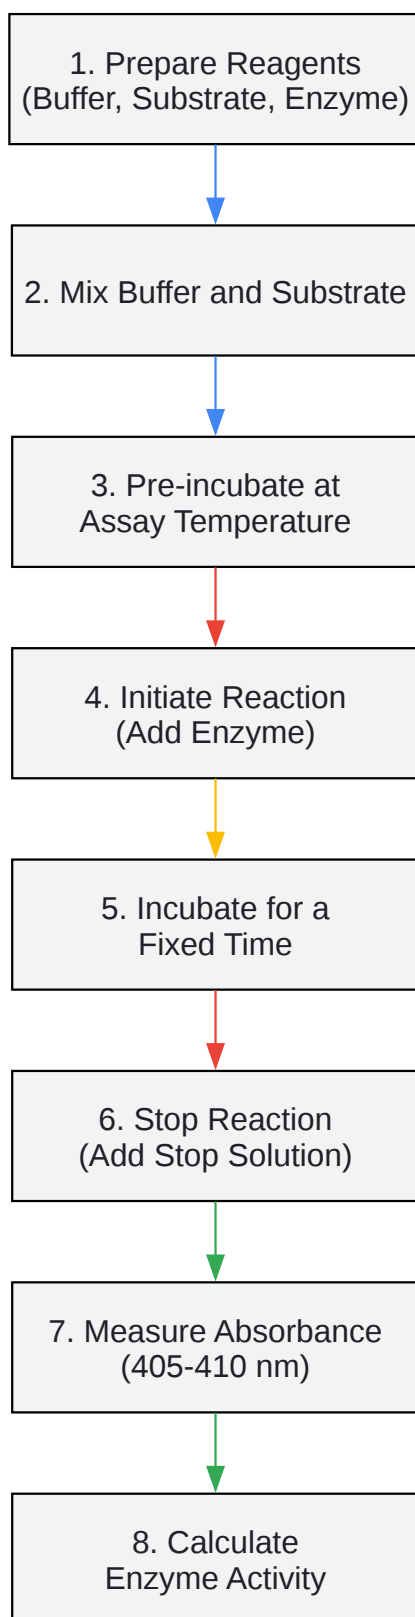 1. Prepare Reagents
(Buffer, Substrate, Enzyme)
2. Mix Buffer and Substrate
3. Pre-incubate at
Assay Temperature
4. Initiate Reaction
(Add Enzyme)
5. Incubate for a
Fixed Time
6. Stop Reaction
(Add Stop Solution)
7. Measure Absorbance
(405-410 nm)
8. Calculate
Enzyme Activity